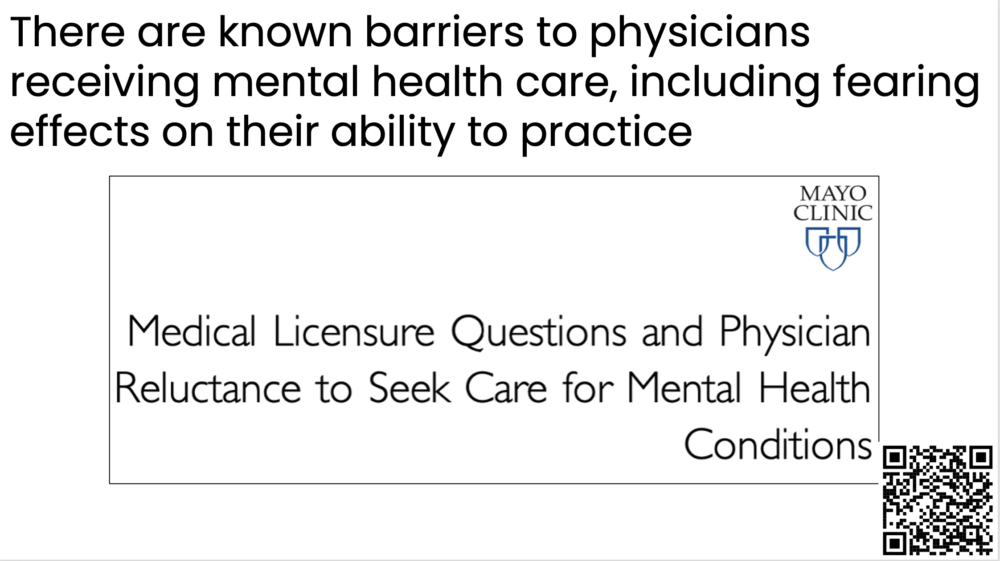 There are known barriers to physicians
receiving mental health care, including fearing
effects on their ability to practice
MAYO
CLINIC
Medical Licensure Questions and Physician
Reluctance to Seek Care for Mental Health
Conditions